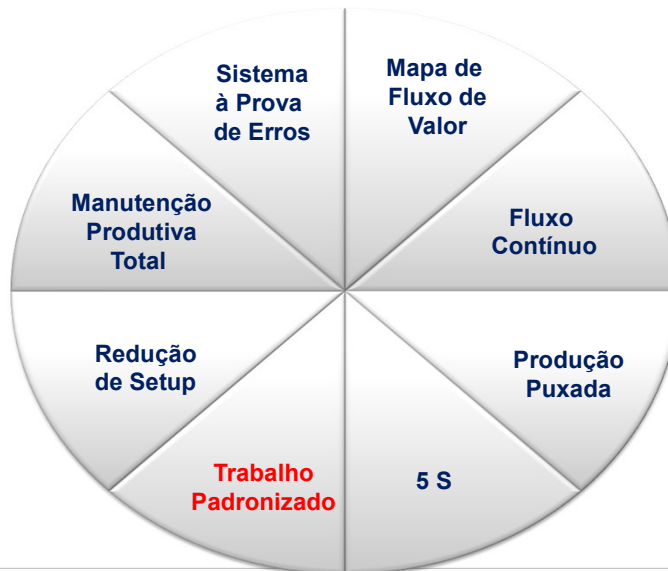 Sistema
à Prova
de Erros
Mapa de
Fluxo de
Valor
Manutenção
Produtiva
Total
Fluxo
Contínuo
Redução
de Setup
Produção
Puxada
Trabalho
Padronizado
5 S